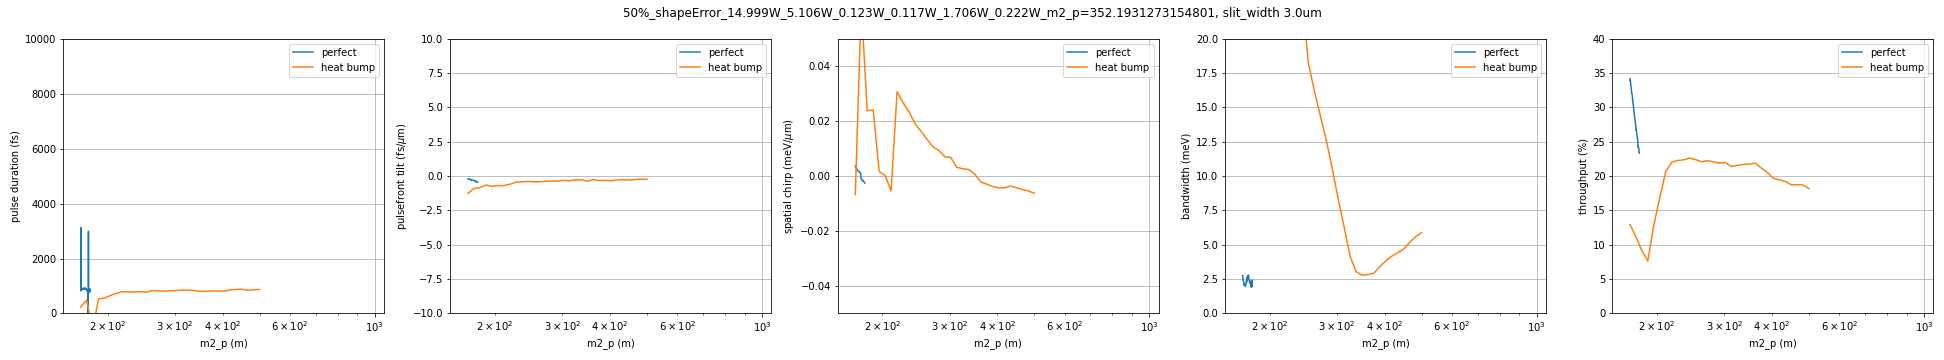 50%_shapeError_14.999W_5.106W_0.123W_0.117W_1.706W_0.222W_m2_p=352.1931273154801, slit_width 3.0um
pulse duration (fs)
10000
8000
6000
4000
2000
0
perfect
heat bump
2 × 10²
3 × 10²
4 × 10²
6 × 10²
10³
m2_p (m)
pulsefront tilt (fs/μm)
10.0
7.5
5.0
2.5
0.0
−2.5
−5.0
−7.5
−10.0
perfect
heat bump
2 × 10²
3 × 10²
4 × 10²
6 × 10²
10³
m2_p (m)
spatial chirp (meV/μm)
0.04
0.02
0.00
−0.02
−0.04
perfect
heat bump
2 × 10²
3 × 10²
4 × 10²
6 × 10²
10³
m2_p (m)
bandwidth (meV)
20.0
17.5
15.0
12.5
10.0
7.5
5.0
2.5
0.0
perfect
heat bump
2 × 10²
3 × 10²
4 × 10²
6 × 10²
10³
m2_p (m)
throughput (%)
40
35
30
25
20
15
10
5
0
perfect
heat bump
2 × 10²
3 × 10²
4 × 10²
6 × 10²
10³
m2_p (m)